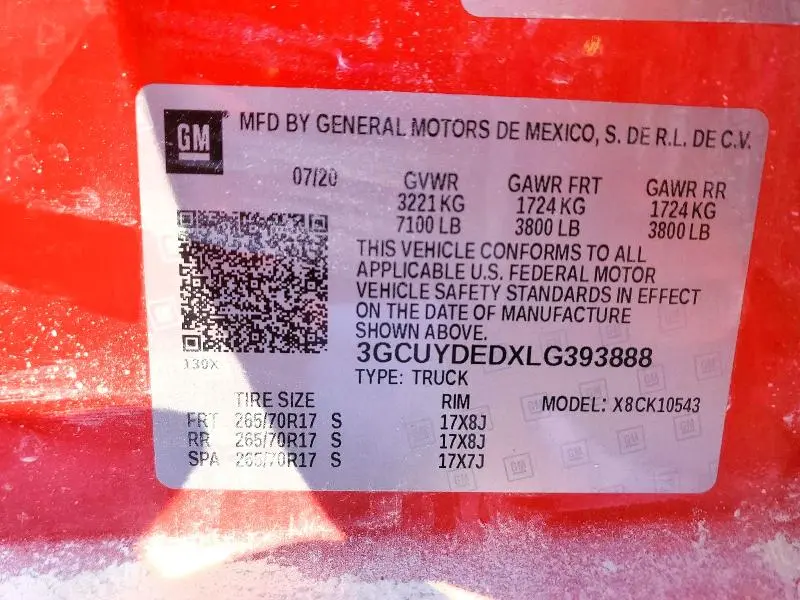 GM MFD BY GENERAL MOTORS DE MEXICO, S. DE R.L. DE C.V.
07/20 GVWR GAWR FRT GAWR RR
3221 KG 1724 KG 1724 KG
7100 LB 3800 LB 3800 LB
THIS VEHICLE CONFORMS TO ALL
APPLICABLE U.S. FEDERAL MOTOR
VEHICLE SAFETY STANDARDS IN EFFECT
ON THE DATE OF MANUFACTURE
SHOWN ABOVE.
3GCUYDEDXLG393888
130X
TYPE: TRUCK
TIRE SIZE RIM MODEL: X8CK10543
FRT 265/70R17 S 17X8J
RR 265/70R17 S 17X8J
SPA 265/70R17 S 17X7J